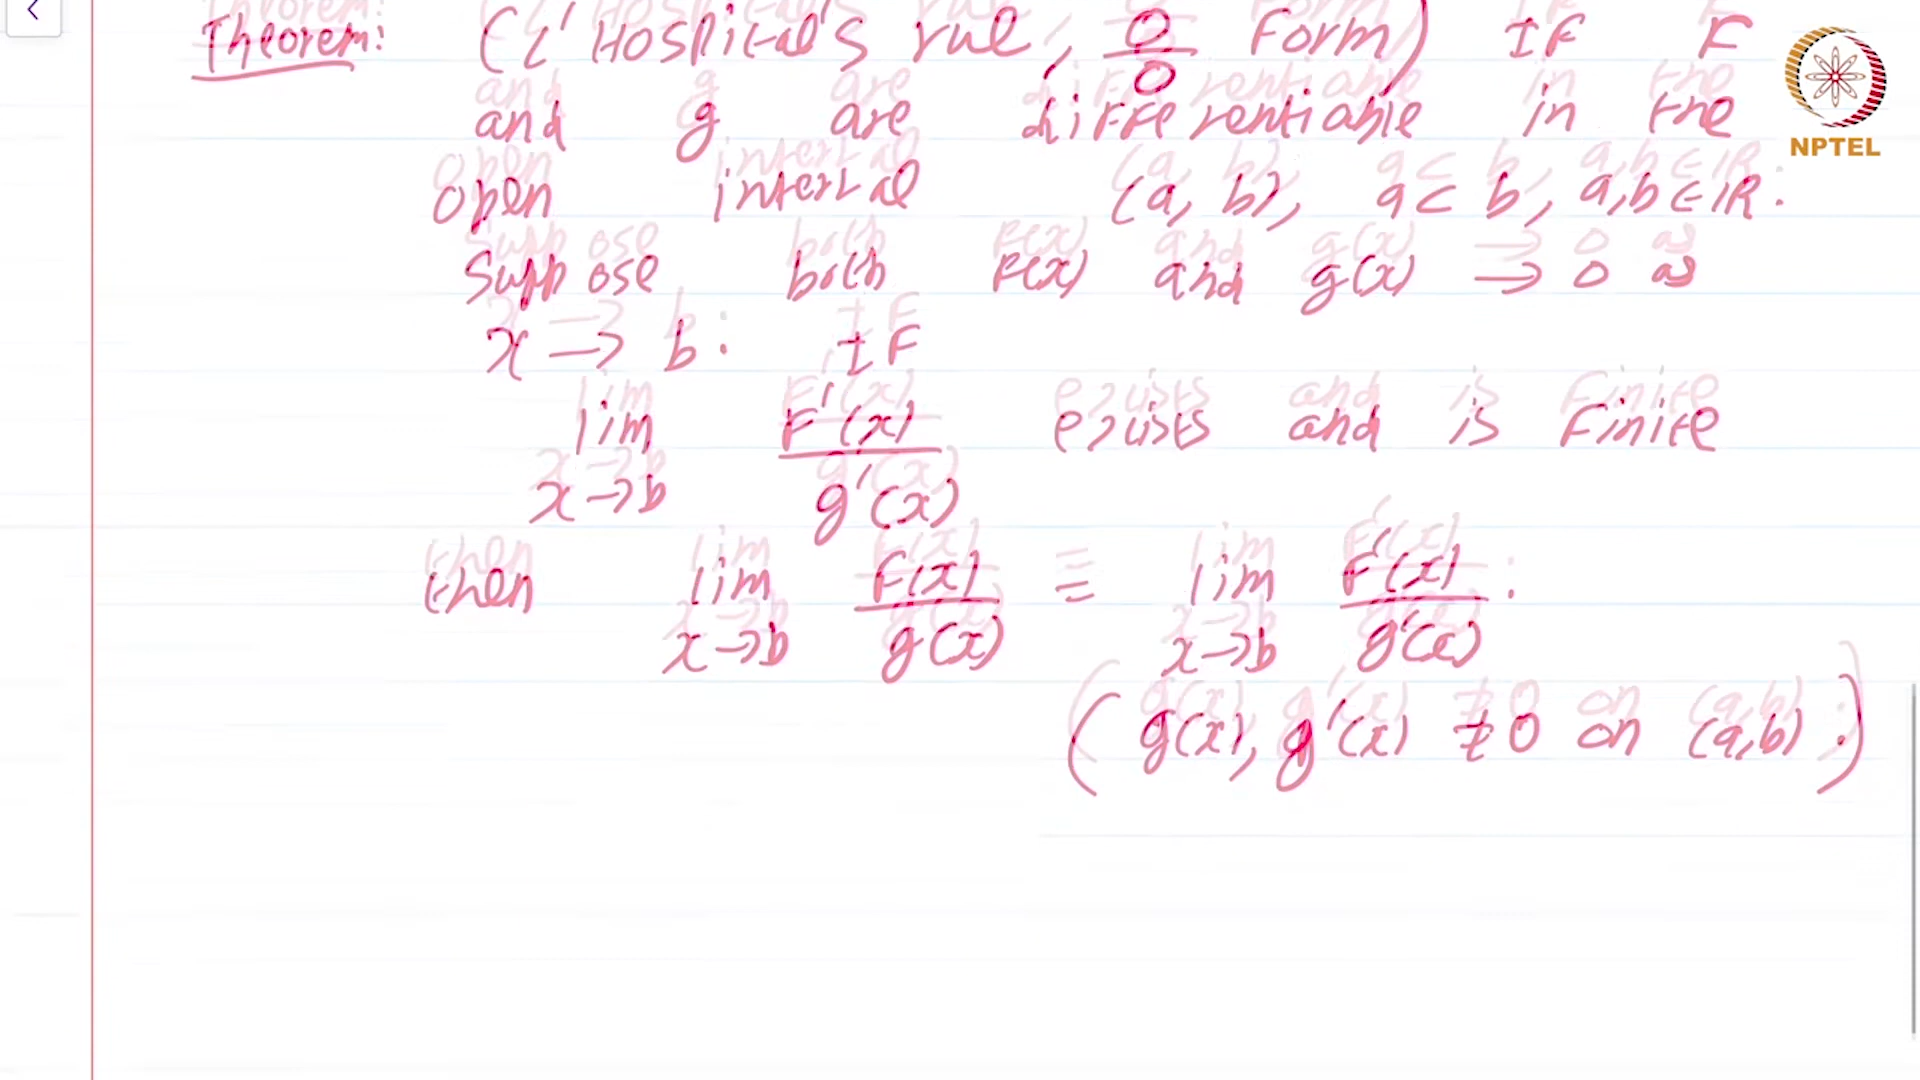 Theorem: (L'Hospital's rule, 0/0 Form) IF F
and g are differentiable in the
open interval (a, b), a < b, a,b ∈ IR.
Suppose both F(x) and g(x) → 0 as
x → b. IF
lim x→b F'(x)/g'(x) exists and is Finite
then lim x→b F(x)/g(x) = lim x→b F'(x)/g'(x).
(g(x), g'(x) ≠ 0 on (a,b).)
NPTEL